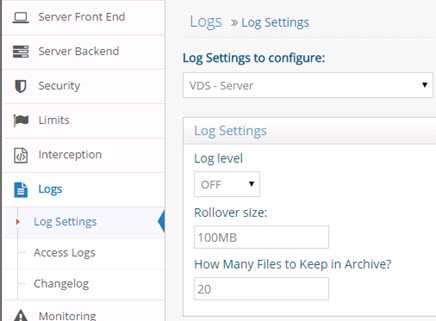 Server Front End
Server Backend
Security
Limits
Interception
Logs
Log Settings
Access Logs
Changelog
Monitoring
Logs » Log Settings
Log Settings to configure:
VDS - Server
Log Settings
Log level
OFF
Rollover size:
100MB
How Many Files to Keep in Archive?
20